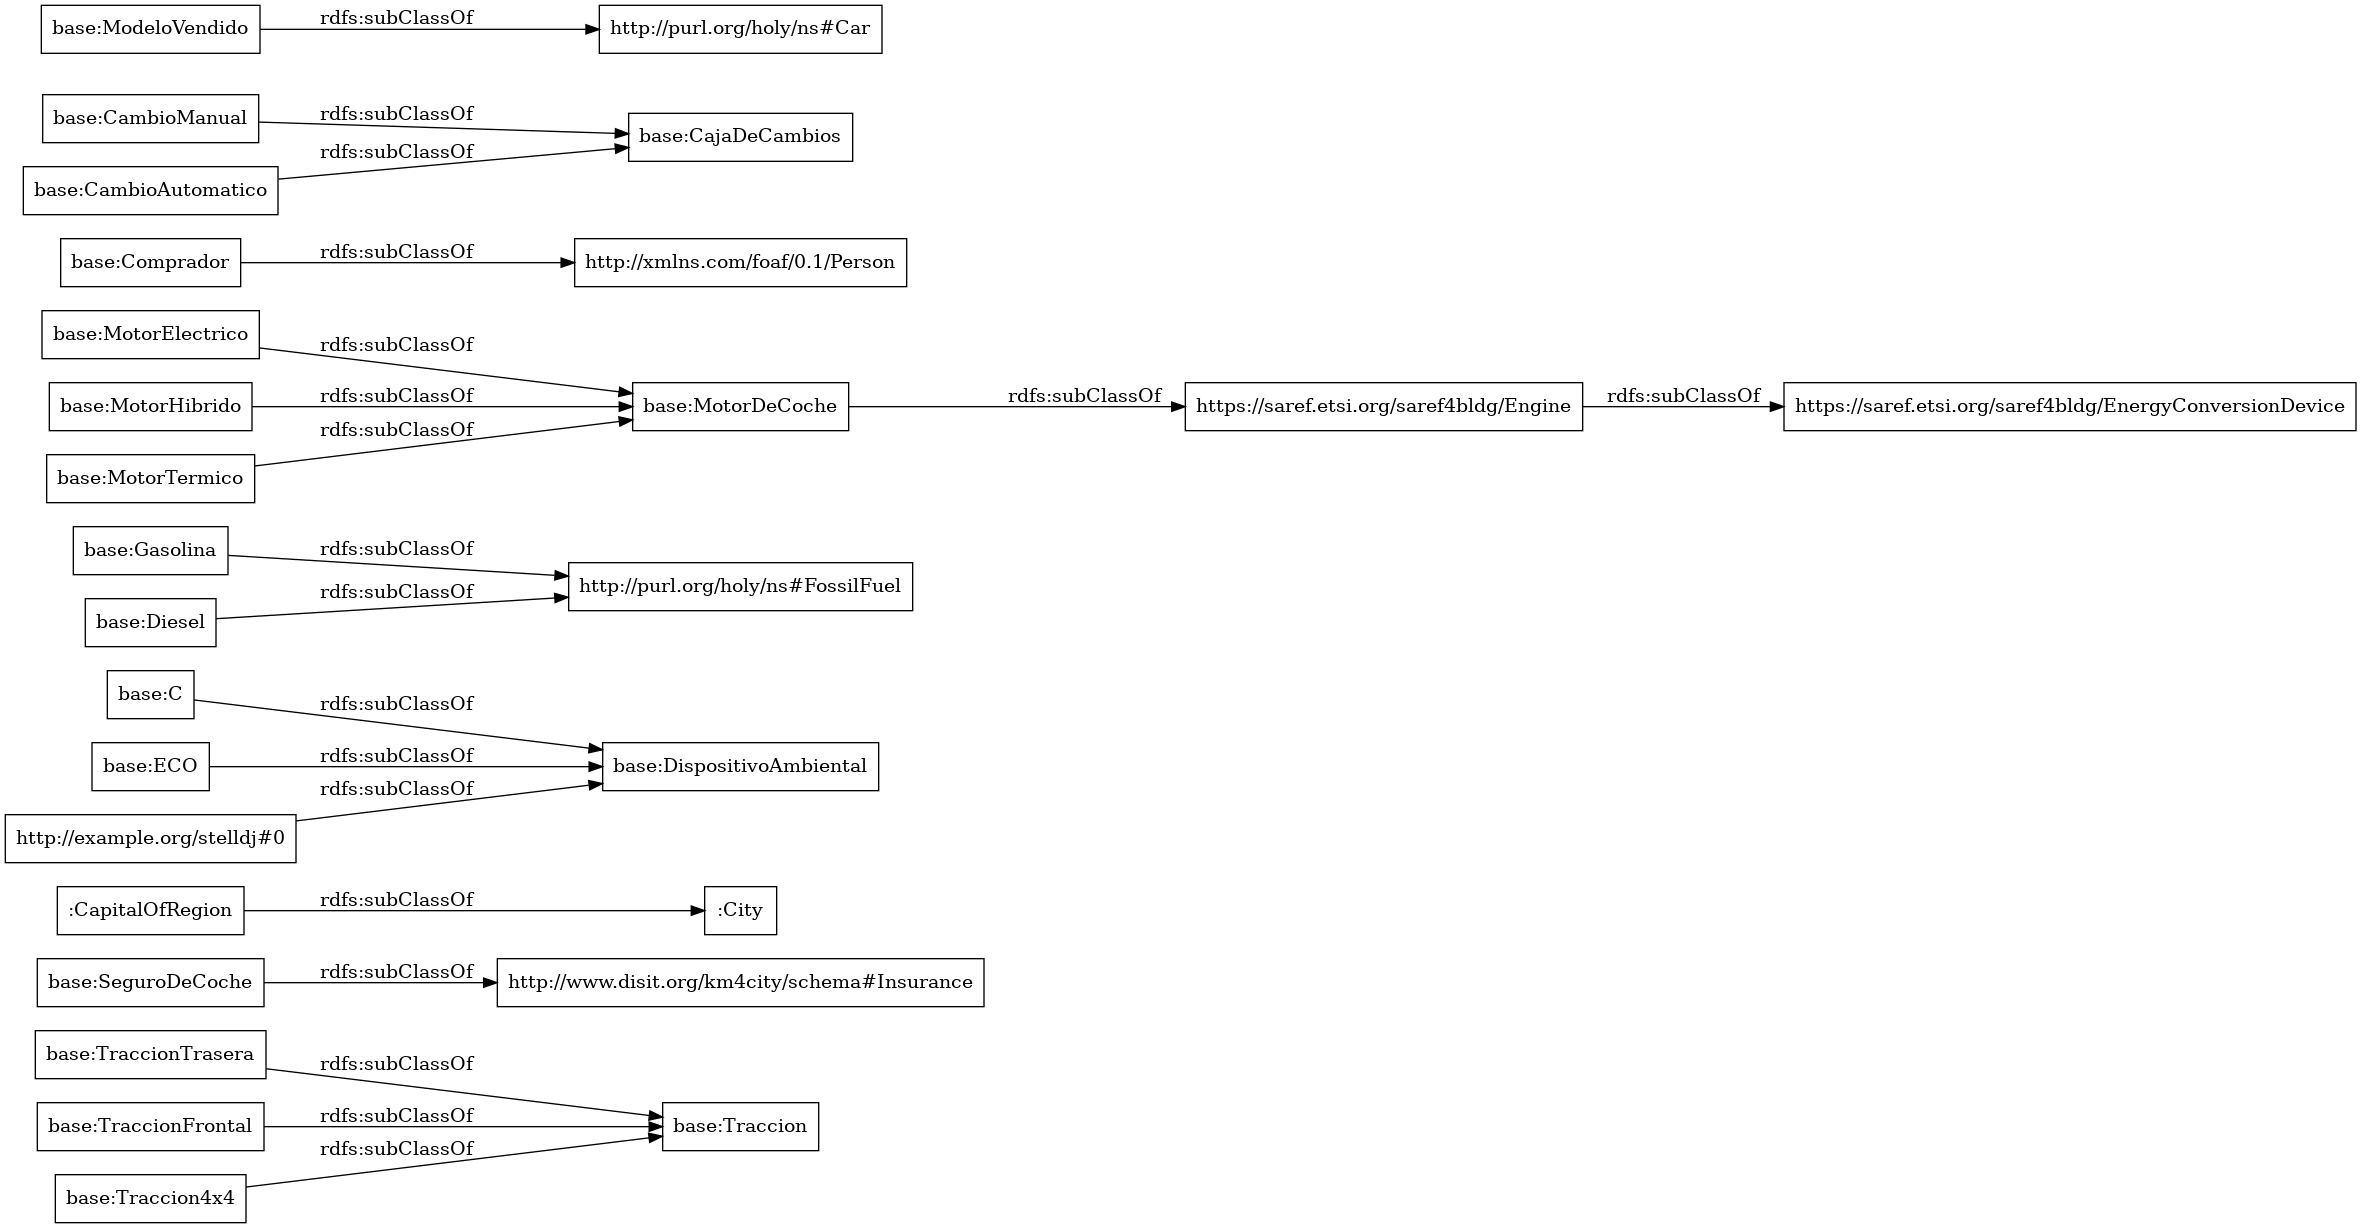 base:ModeloVendido
rdfs:subClassOf
http://purl.org/holy/ns#Car
base:CambioManual
rdfs:subClassOf
base:CajaDeCambios
rdfs:subClassOf
base:CambioAutomatico
base:Comprador
rdfs:subClassOf
http://xmlns.com/foaf/0.1/Person
base:MotorElectrico
rdfs:subClassOf
base:MotorHibrido
rdfs:subClassOf
base:MotorDeCoche
rdfs:subClassOf
https://saref.etsi.org/saref4bldg/Engine
rdfs:subClassOf
https://saref.etsi.org/saref4bldg/EnergyConversionDevice
rdfs:subClassOf
base:MotorTermico
base:Gasolina
rdfs:subClassOf
http://purl.org/holy/ns#FossilFuel
rdfs:subClassOf
base:Diesel
base:C
rdfs:subClassOf
base:ECO
rdfs:subClassOf
base:DispositivoAmbiental
rdfs:subClassOf
http://example.org/stelldj#0
:CapitalOfRegion
rdfs:subClassOf
:City
base:SeguroDeCoche
rdfs:subClassOf
http://www.disit.org/km4city/schema#Insurance
base:TraccionTrasera
rdfs:subClassOf
base:TraccionFrontal
rdfs:subClassOf
base:Traccion
rdfs:subClassOf
base:Traccion4x4